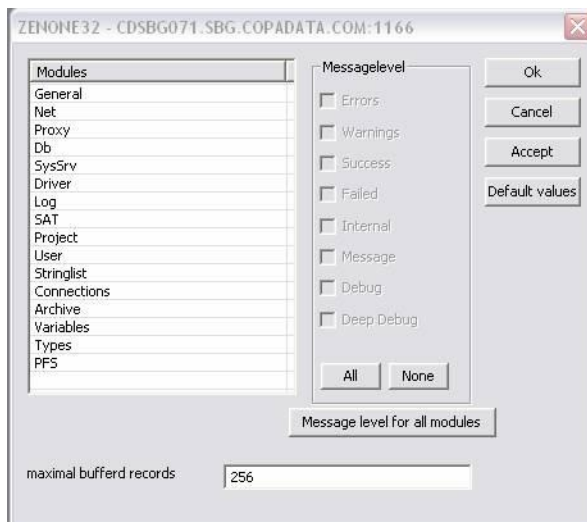 ZENONE32 - CDSBG071.SBG.COPADATA.COM:1166
Modules
General
Net
Proxy
Db
SysSrv
Driver
Log
SAT
Project
User
Stringlist
Connections
Archive
Variables
Types
PFS
Messagelevel
Errors
Warnings
Success
Failed
Internal
Message
Debug
Deep Debug
All
None
Message level for all modules
Ok
Cancel
Accept
Default values
maximal bufferd records
256